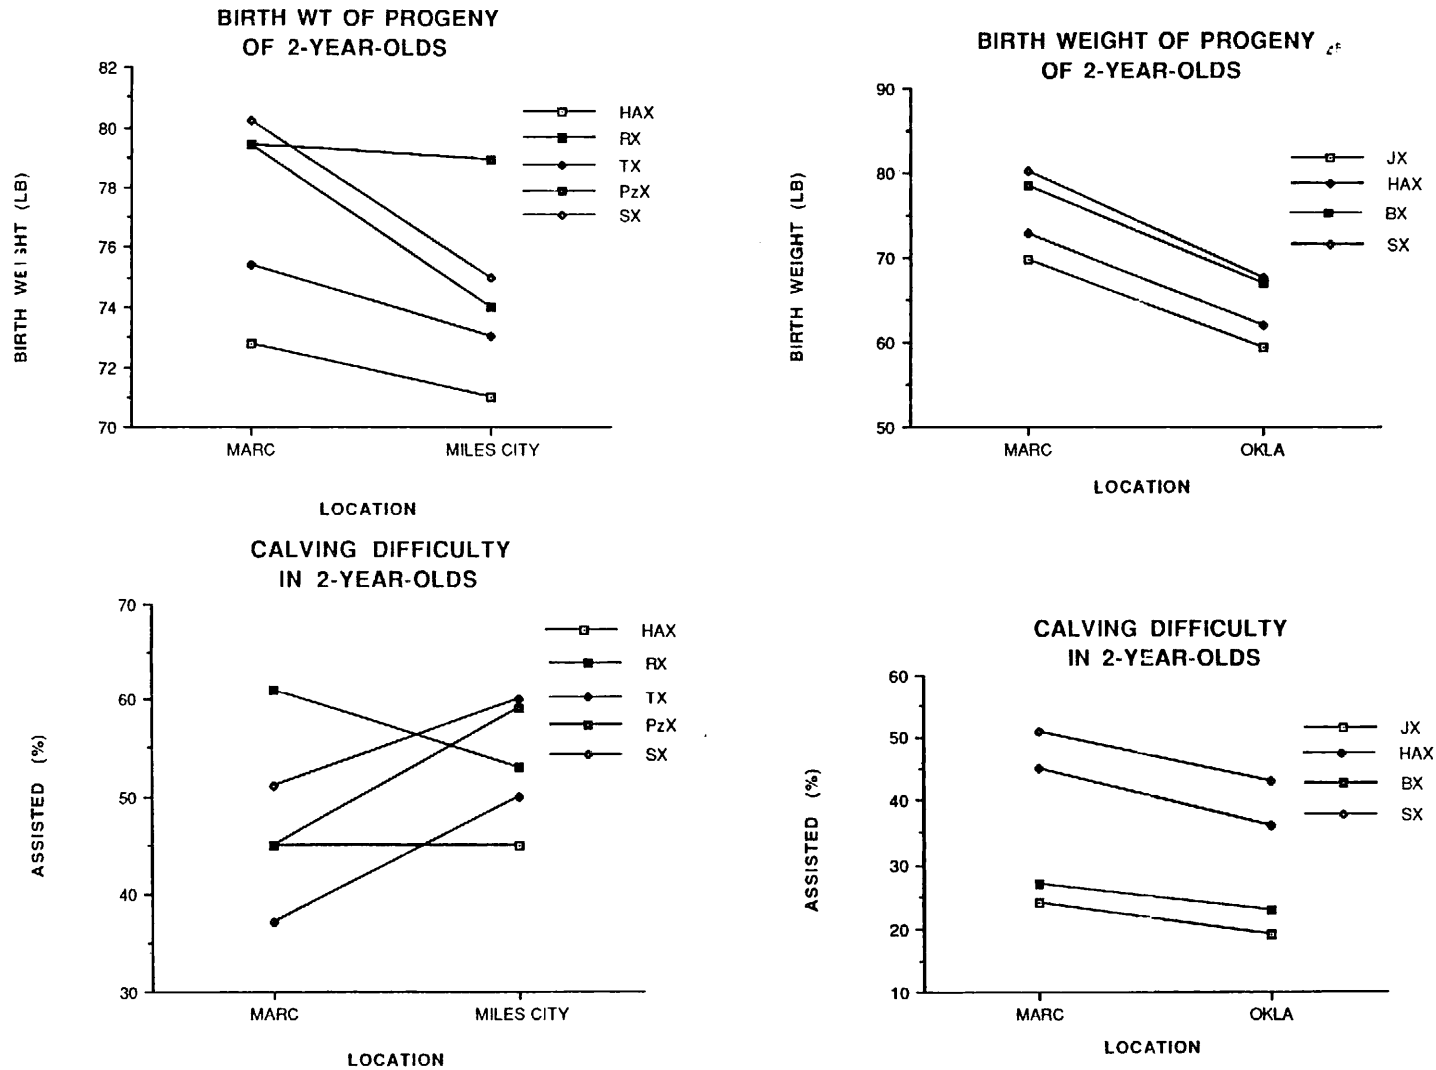 BIRTH WT OF PROGENY
OF 2-YEAR-OLDS
82
80
78
76
74
72
70
BIRTH WEIGHT (LB)
MARC
MILES CITY
LOCATION
HAX
RX
TX
PzX
SX
BIRTH WEIGHT OF PROGENY
OF 2-YEAR-OLDS
90
80
70
60
50
BIRTH WEIGHT (LB)
MARC
OKLA
LOCATION
JX
HAX
BX
SX
CALVING DIFFICULTY
IN 2-YEAR-OLDS
70
60
50
40
30
ASSISTED (%)
MARC
MILES CITY
LOCATION
HAX
RX
TX
PzX
SX
CALVING DIFFICULTY
IN 2-YEAR-OLDS
60
50
40
30
20
10
ASSISTED (%)
MARC
OKLA
LOCATION
JX
HAX
BX
SX